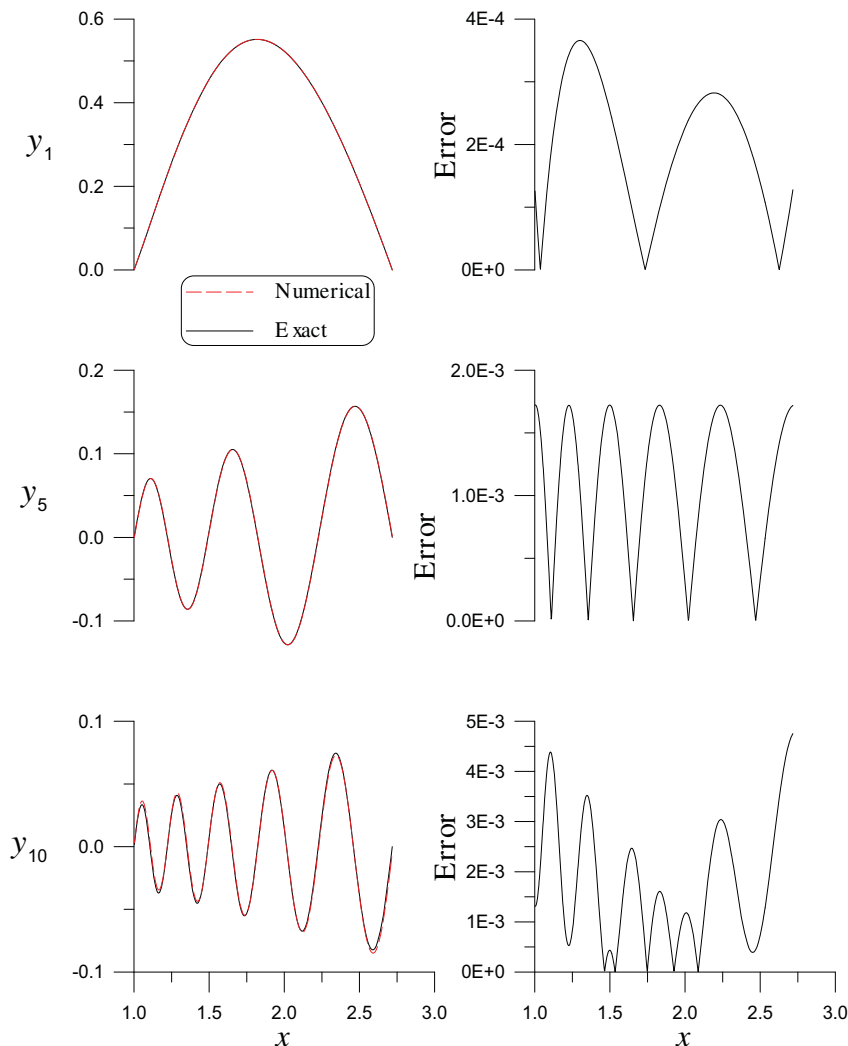 0.6
0.4
0.2
0.0
y1
4E-4
2E-4
0E+0
Error
Numerical
Exact
0.2
0.1
0.0
-0.1
y5
2.0E-3
1.0E-3
0.0E+0
Error
0.1
0.0
-0.1
y10
1.0 1.5 2.0 2.5 3.0
x
5E-3
4E-3
3E-3
2E-3
1E-3
0E+0
Error
1.0 1.5 2.0 2.5 3.0
x